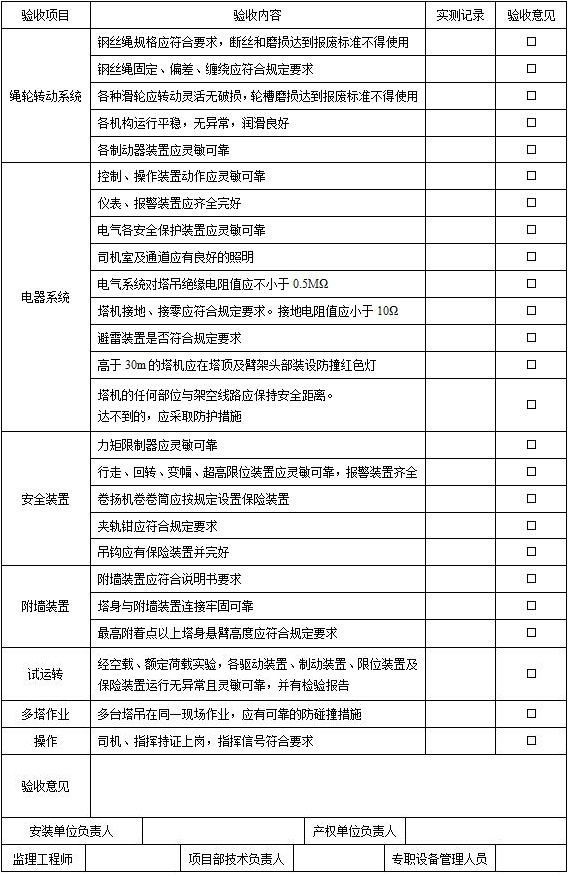 验收项目 验收内容 实测记录 验收意见
绳轮转动系统
钢丝绳规格应符合要求，断丝和磨损达到报废标准不得使用 □
钢丝绳固定、偏差、缠绕应符合规定要求 □
各种滑轮应转动灵活无破损，轮槽磨损达到报废标准不得使用 □
各机构运行平稳，无异常，润滑良好 □
各制动器装置应灵敏可靠 □
电器系统
控制、操作装置动作应灵敏可靠 □
仪表、报警装置应齐全完好 □
电气各安全保护装置应灵敏可靠 □
司机室及通道应有良好的照明 □
电气系统对塔吊绝缘电阻值应不小于0.5MΩ □
塔机接地、接零应符合规定要求。接地电阻值应小于10Ω □
避雷装置是否符合规定要求 □
高于30m的塔机应在塔顶及臂架头部装设防撞红色灯 □
塔机的任何部位与架空线路应保持安全距离。
达不到的，应采取防护措施 □
安全装置
力矩限制器应灵敏可靠 □
行走、回转、变幅、超高限位装置应灵敏可靠，报警装置齐全 □
卷扬机卷卷筒应按规定设置保险装置 □
夹轨钳应符合规定要求 □
吊钩应有保险装置并完好 □
附墙装置
附墙装置应符合说明书要求 □
塔身与附墙装置连接牢固可靠 □
最高附着点以上塔身悬臂高度应符合规定要求 □
试运转
经空载、额定荷载实验，各驱动装置、制动装置、限位装置及
保险装置运行无异常且灵敏可靠，并有检验报告 □
多塔作业 多台塔吊在同一现场作业，应有可靠的防碰撞措施 □
操作 司机、指挥持证上岗，指挥信号符合要求 □
验收意见
安装单位负责人 产权单位负责人
监理工程师 项目部技术负责人 专职设备管理人员